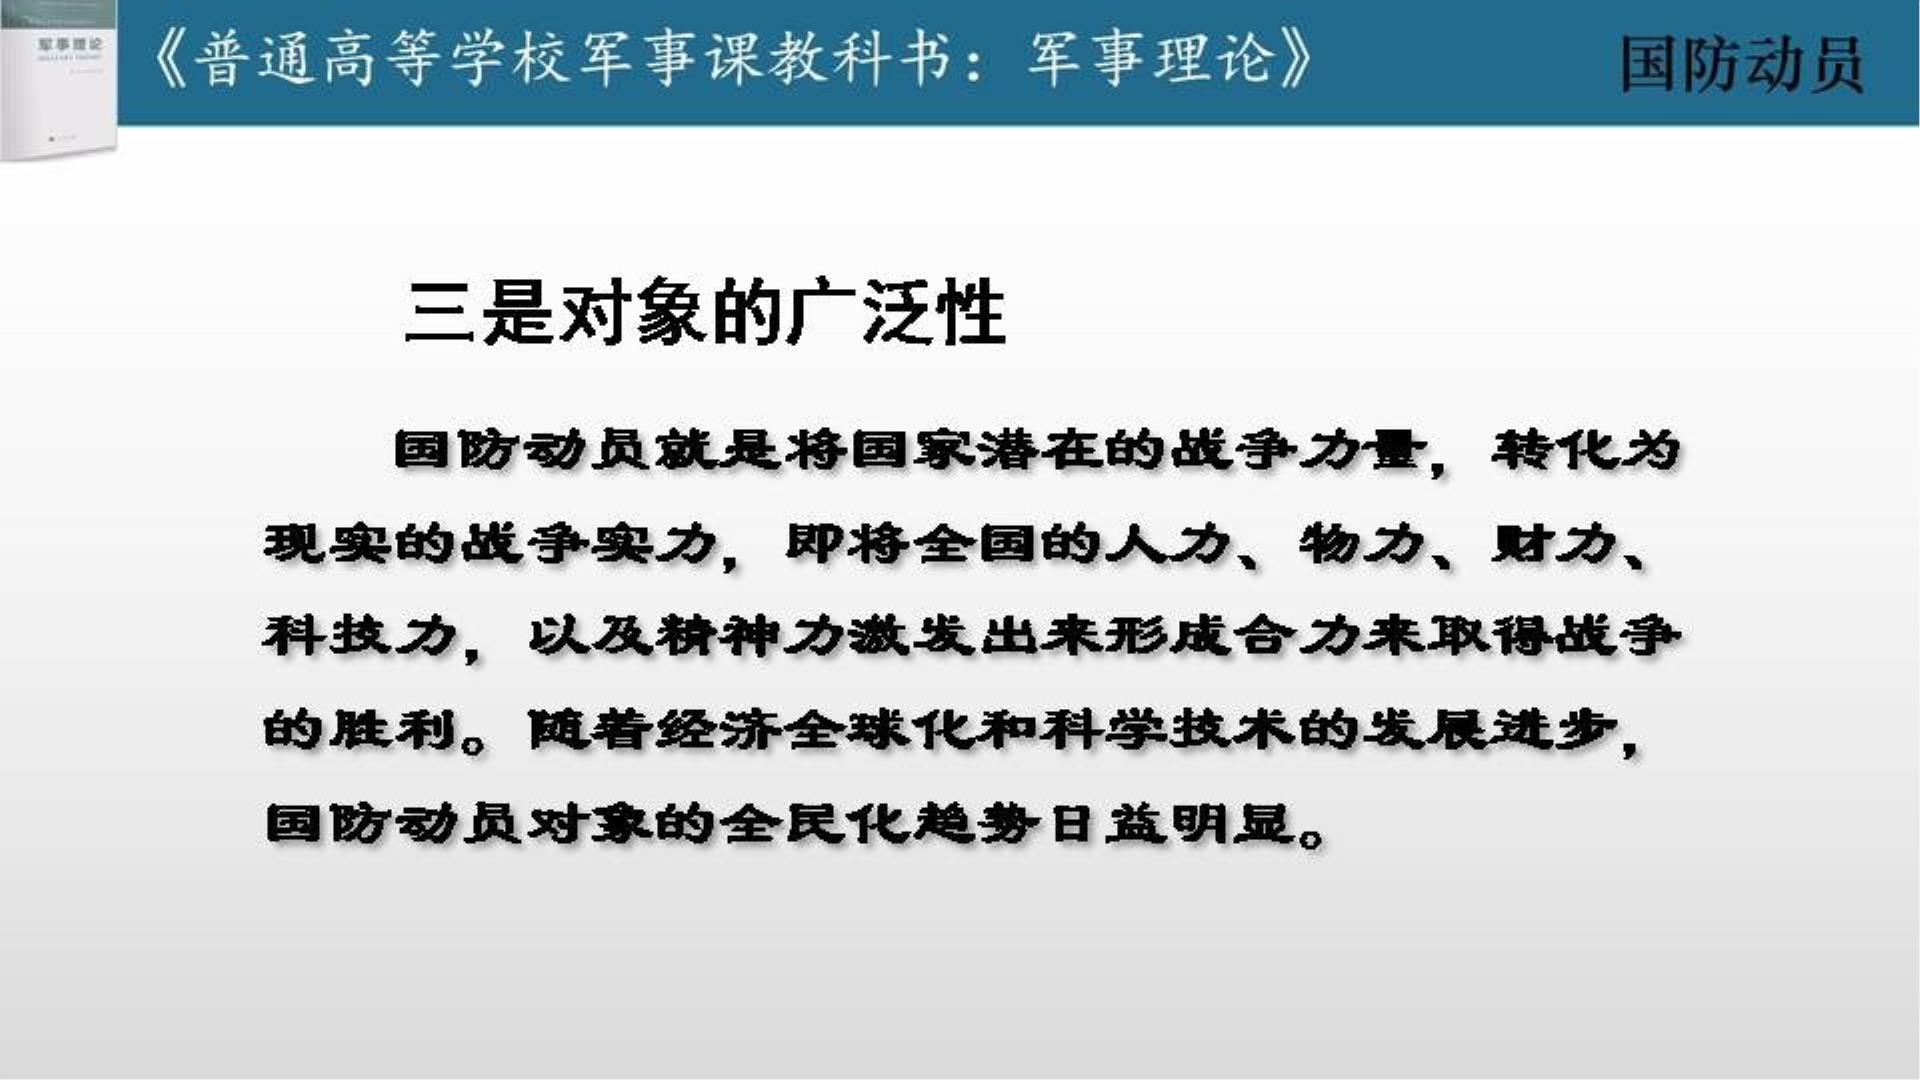 军事理论
《普通高等学校军事课教科书：军事理论》
国防动员
三是对象的广泛性
国防动员就是将国家潜在的战争力量，转化为
现实的战争实力，即将全国的人力、物力、财力、
科技力，以及精神力激发出来形成合力来取得战争
的胜利。随着经济全球化和科学技术的发展进步，
国防动员对象的全民化趋势日益明显。